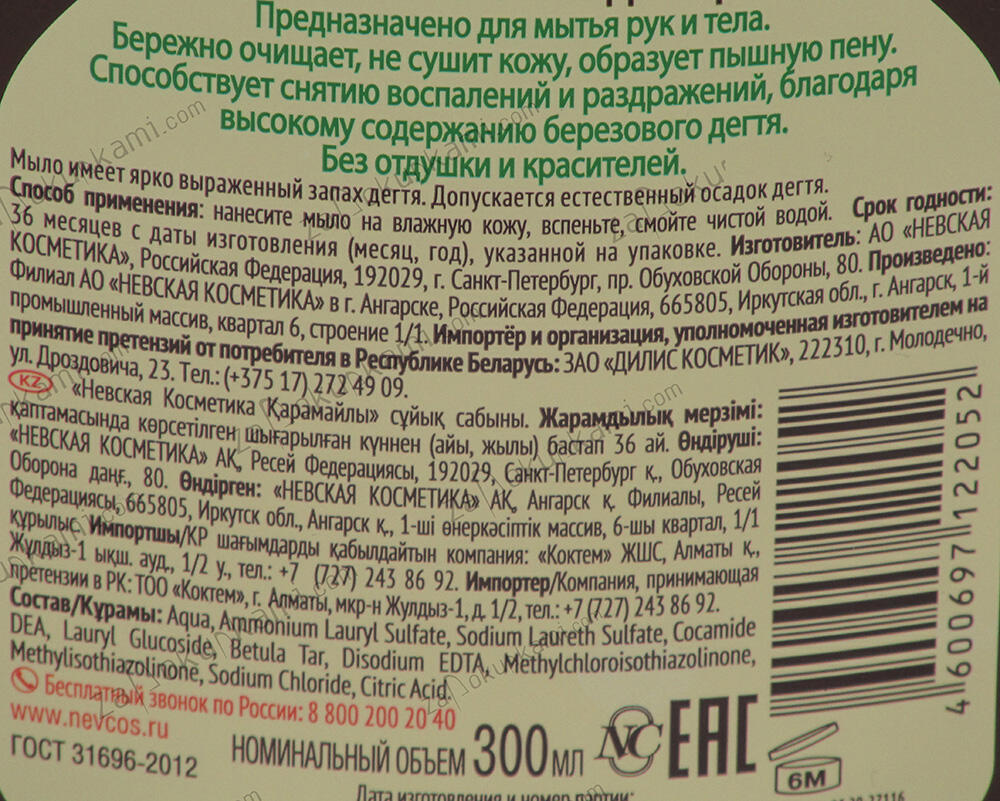 Предназначено для мытья рук и тела.
Бережно очищает, не сушит кожу, образует пышную пену.
Способствует снятию воспалений и раздражений, благодаря
высокому содержанию березового дегтя.
Без отдушки и красителей.
Мыло имеет ярко выраженный запах дегтя. Допускается естественный осадок дегтя.
Способ применения: нанесите мыло на влажную кожу, вспеньте, смойте чистой водой. Срок годности:
36 месяцев с даты изготовления (месяц, год), указанной на упаковке. Изготовитель: АО «НЕВСКАЯ
КОСМЕТИКА», Российская Федерация, 192029, г. Санкт-Петербург, пр. Обуховской Обороны, 80. Произведено:
Филиал АО «НЕВСКАЯ КОСМЕТИКА» в г. Ангарске, Российская Федерация, 665805, Иркутская обл., г. Ангарск, 1-й
промышленный массив, квартал 6, строение 1/1. Импортёр и организация, уполномоченная изготовителем на
принятие претензий от потребителя в Республике Беларусь: ЗАО «ДИЛИС КОСМЕТИК», 222310, г. Молодечно,
ул. Дроздовича, 23. Тел.: (+375 17) 272 49 09.
KZ «Невская Косметика Қарамайлы» сұйық сабыны. Жарамдылық мерзімі:
қаптамасында көрсетілген шығарылған күннен (айы, жылы) бастап 36 ай. Өндіруші:
«НЕВСКАЯ КОСМЕТИКА» АҚ, Ресей Федерациясы, 192029, Санкт-Петербург қ., Обуховская
Оборона даңғ., 80. Өндірген: «НЕВСКАЯ КОСМЕТИКА» АҚ, Ангарск қ. Филиалы, Ресей
Федерациясы, 665805, Иркутск обл., Ангарск қ., 1-ші өнеркәсіптік массив, 6-шы квартал, 1/1
құрылыс. Импортшы/ҚР шағымдарды қабылдайтын компания: «Коктем» ЖШС, Алматы қ.,
Жұлдыз-1 ықш. ауд., 1/2 ү., тел.: +7 (727) 243 86 92. Импортер/Компания, принимающая
претензии в РК: ТОО «Коктем», г. Алматы, мкр-н Жулдыз-1, д. 1/2, тел.: +7 (727) 243 86 92.
Состав/Құрамы: Aqua, Ammonium Lauryl Sulfate, Sodium Laureth Sulfate, Cocamide
DEA, Lauryl Glucoside, Betula Tar, Disodium EDTA, Methylchloroisothiazolinone,
Methylisothiazolinone, Sodium Chloride, Citric Acid.
Бесплатный звонок по России: 8 800 200 20 40
www.nevcos.ru
ГОСТ 31696-2012
НОМИНАЛЬНЫЙ ОБЪЕМ 300 мл
NC
EAC
6M
4 600697 122052
Дата изготовления и номер партии: